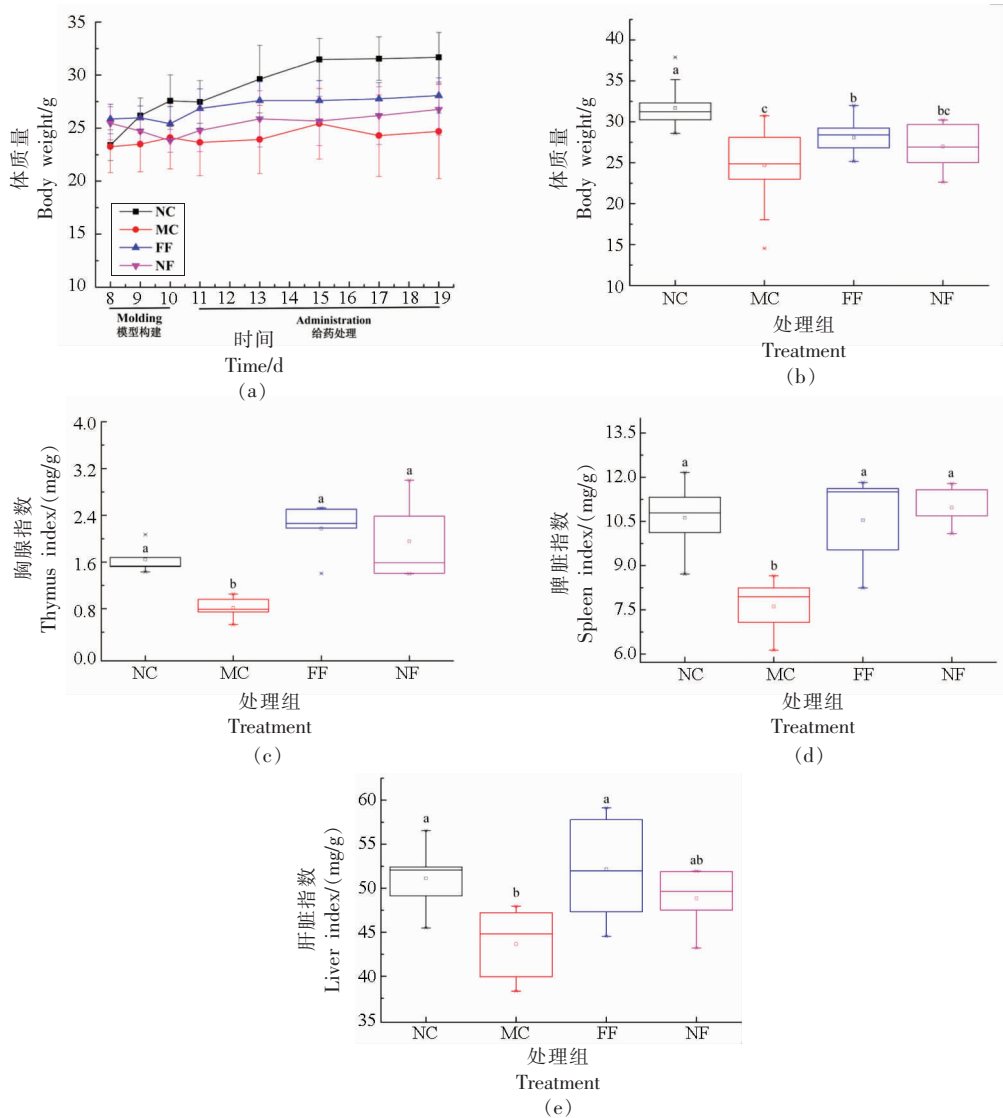 35
30
25
20
15
10
体质量
Body weight/g
NC
MC
FF
NF
8 9 10 11 12 13 14 15 16 17 18 19
Molding
模型构建
Administration
给药处理
时间
Time/d
(a)
40
35
30
25
20
15
10
体质量
Body weight/g
a
c
b
bc
NC MC FF NF
处理组
Treatment
(b)
4.0
3.2
2.4
1.6
0.8
0.0
胸腺指数
Thymus index/(mg/g)
a
b
a
a
NC MC FF NF
处理组
Treatment
(c)
13.5
12.0
10.5
9.0
7.5
6.0
脾脏指数
Spleen index/(mg/g)
a
b
a
a
NC MC FF NF
处理组
Treatment
(d)
60
55
50
45
40
35
肝脏指数
Liver index/(mg/g)
a
b
a
ab
NC MC FF NF
处理组
Treatment
(e)